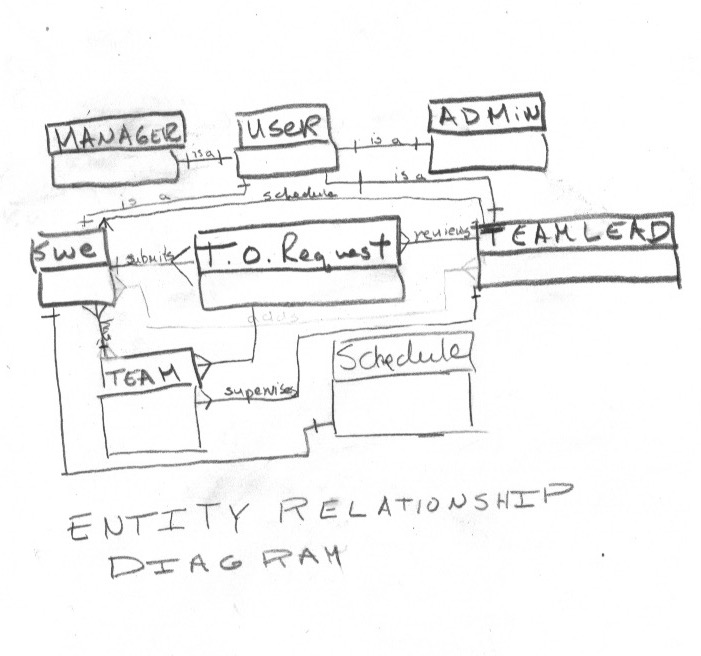 ADMIN
USER
MANAGER
is a
is a
is a
schedule
is a
SWE
submits
T.O. Request
reviews
TEAMLEAD
adds
has
TEAM
supervises
Schedule
ENTITY RELATIONSHIP
DIAGRAM